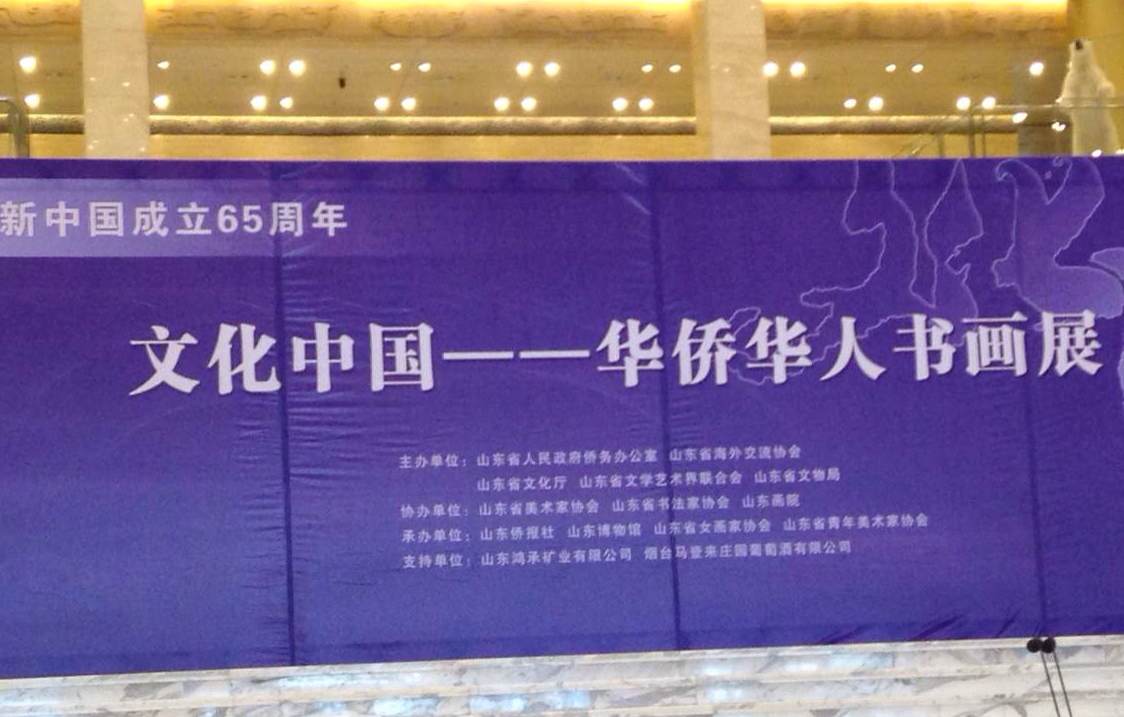 新中国成立65周年
文化中国——华侨华人书画展
主办单位：山东省人民政府侨务办公室 山东省海外交流协会
山东省文化厅 山东省文学艺术界联合会 山东省文物局
协办单位：山东省美术家协会 山东省书法家协会 山东画院
承办单位：山东侨报社 山东博物馆 山东省女画家协会 山东省青年美术家协会
支持单位：山东鸿承矿业有限公司 烟台马登来庄园葡萄酒有限公司